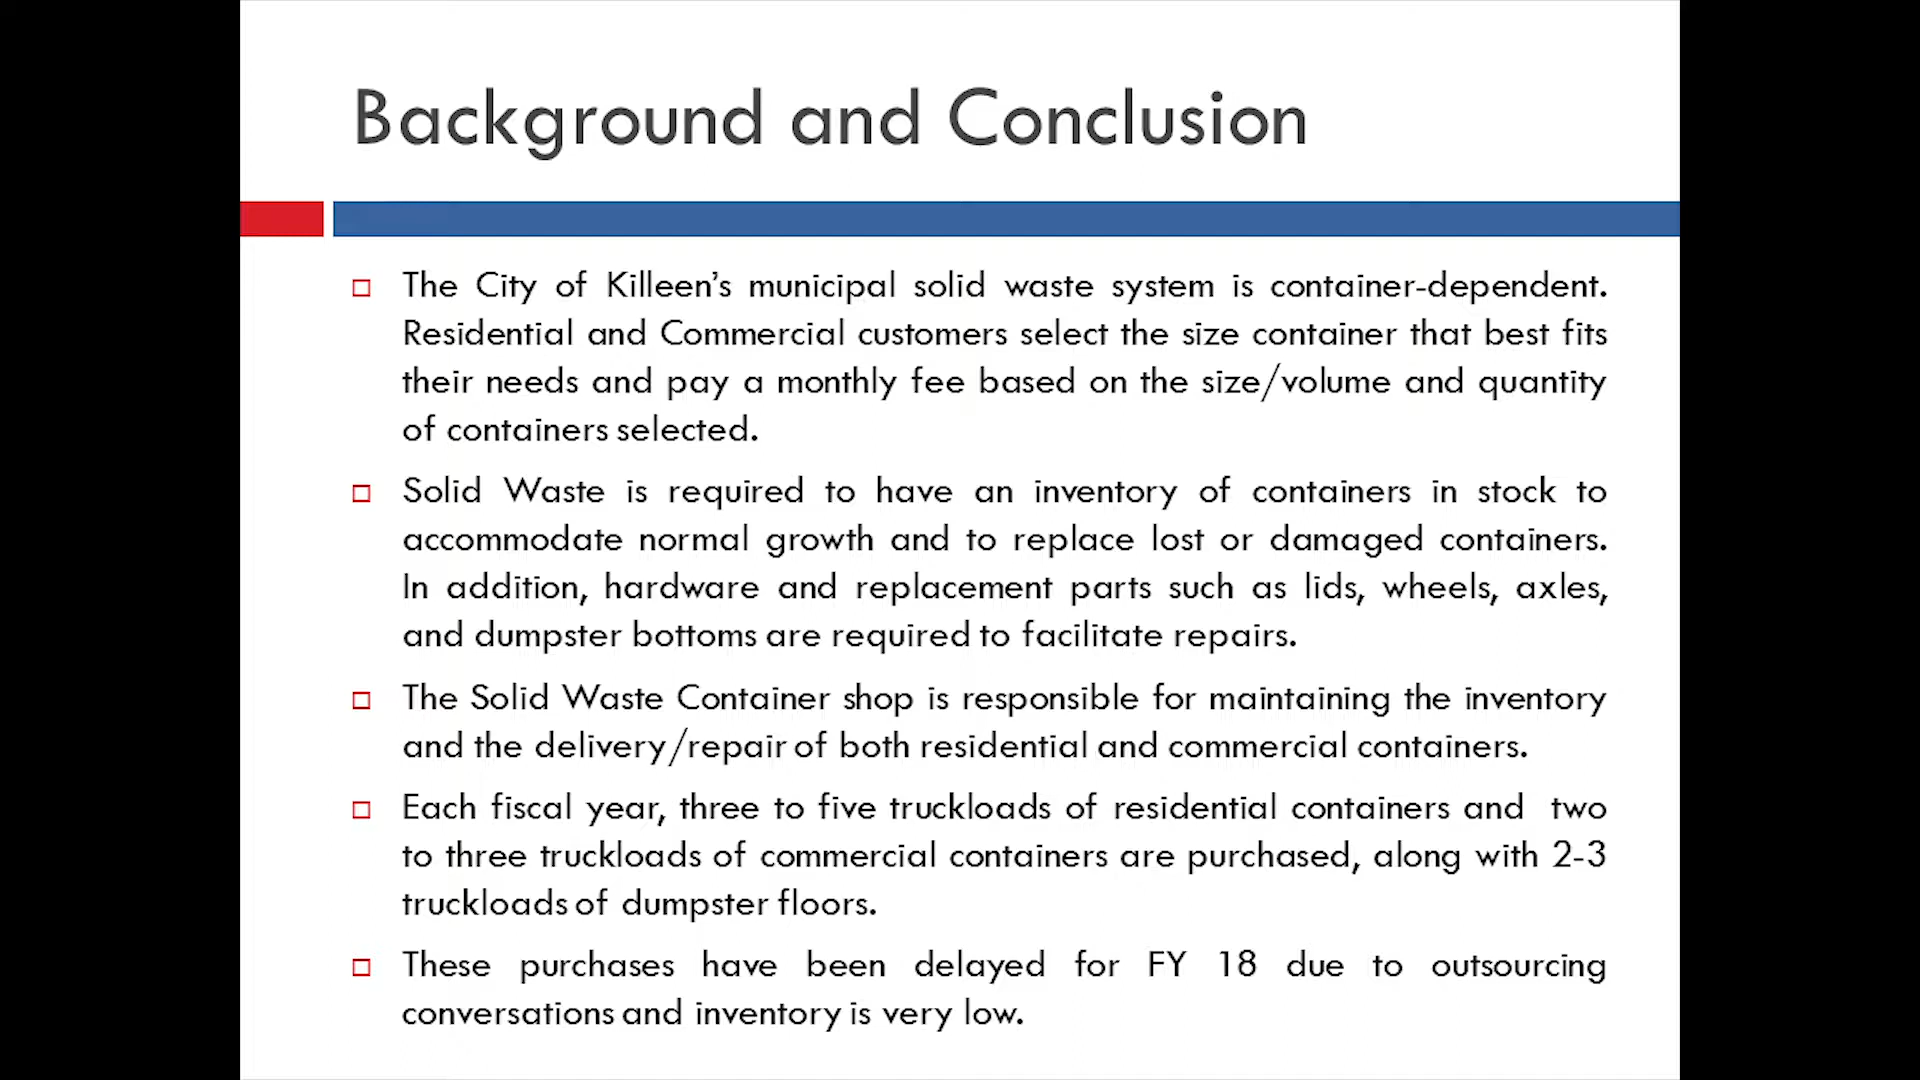 Background and Conclusion
The City of Killeen’s municipal solid waste system is container-dependent.
Residential and Commercial customers select the size container that best fits
their needs and pay a monthly fee based on the size/volume and quantity
of containers selected.
Solid Waste is required to have an inventory of containers in stock to
accommodate normal growth and to replace lost or damaged containers.
In addition, hardware and replacement parts such as lids, wheels, axles,
and dumpster bottoms are required to facilitate repairs.
The Solid Waste Container shop is responsible for maintaining the inventory
and the delivery/repair of both residential and commercial containers.
Each fiscal year, three to five truckloads of residential containers and two
to three truckloads of commercial containers are purchased, along with 2-3
truckloads of dumpster floors.
These purchases have been delayed for FY 18 due to outsourcing
conversations and inventory is very low.